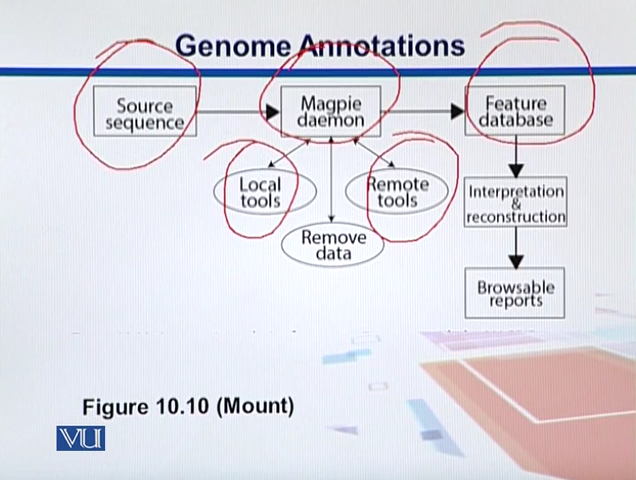 Genome Annotations
Source
sequence
Magpie
daemon
Feature
database
Local
tools
Remote
tools
Remove
data
Interpretation
&
reconstruction
Browsable
reports
Figure 10.10 (Mount)
VU